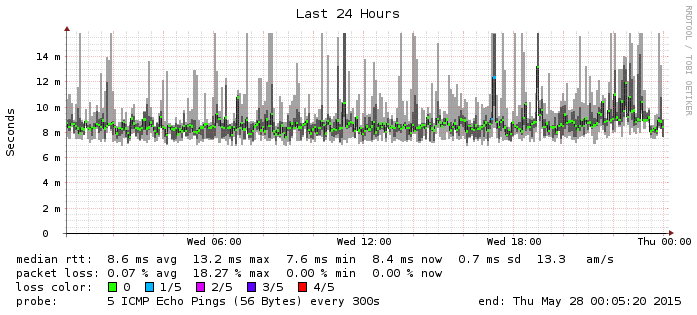 Last 24 Hours
RRDTOOL / TOBI OETIKER
Seconds
14 m
12 m
10 m
8 m
6 m
4 m
2 m
0
Wed 06:00 Wed 12:00 Wed 18:00 Thu 00:00
median rtt: 8.6 ms avg 13.2 ms max 7.6 ms min 8.4 ms now 0.7 ms sd 13.3 am/s
packet loss: 0.07 % avg 18.27 % max 0.00 % min 0.00 % now
loss color: 0 1/5 2/5 3/5 4/5
probe: 5 ICMP Echo Pings (56 Bytes) every 300s end: Thu May 28 00:05:20 2015